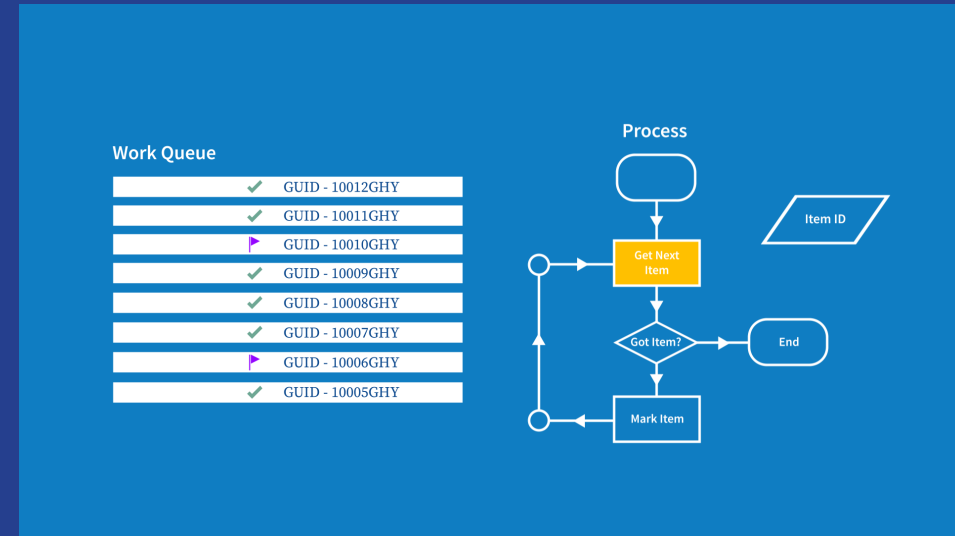 Work Queue
GUID - 10012GHY
GUID - 10011GHY
GUID - 10010GHY
GUID - 10009GHY
GUID - 10008GHY
GUID - 10007GHY
GUID - 10006GHY
GUID - 10005GHY
Process
Item ID
Get Next
Item
Got Item?
End
Mark Item